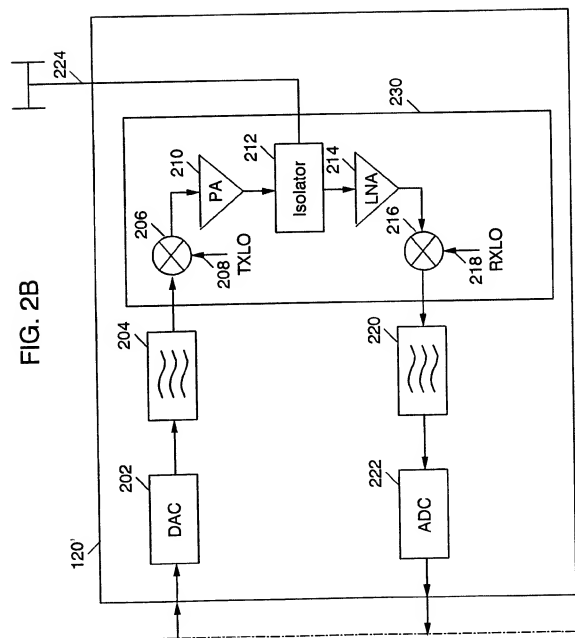 FIG. 2B
120'
202
DAC
204
206
208
TXLO
210
PA
212
Isolator
214
LNA
216
218
RXLO
220
222
ADC
224
230